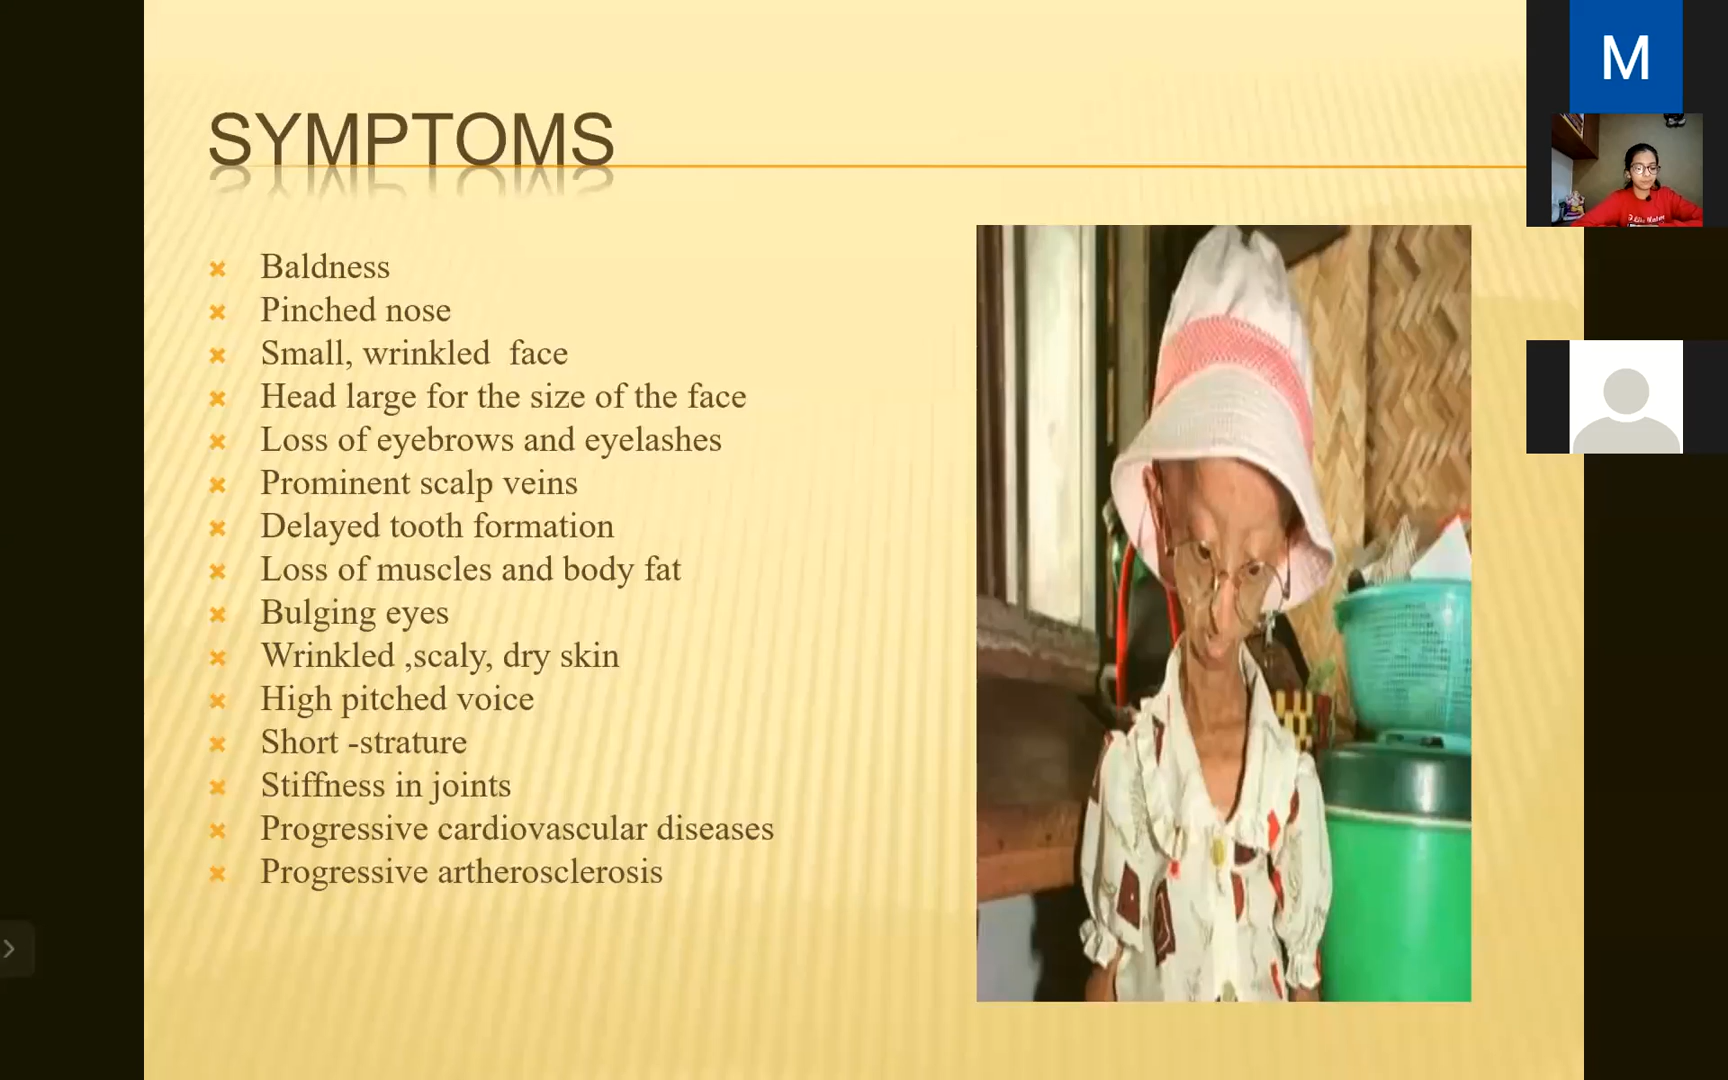 SYMPTOMS
Baldness
Pinched nose
Small, wrinkled  face
Head large for the size of the face
Loss of eyebrows and eyelashes
Prominent scalp veins
Delayed tooth formation
Loss of muscles and body fat
Bulging eyes
Wrinkled ,scaly, dry skin
High pitched voice
Short -strature
Stiffness in joints
Progressive cardiovascular diseases
Progressive artherosclerosis
M